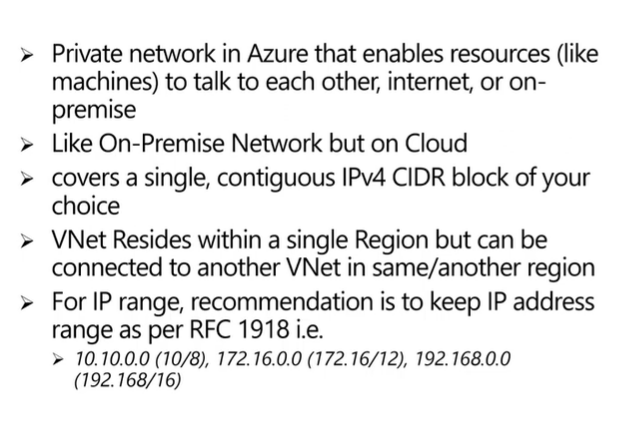 ➤ Private network in Azure that enables resources (like
machines) to talk to each other, internet, or on-
premise
➤ Like On-Premise Network but on Cloud
➤ covers a single, contiguous IPv4 CIDR block of your
choice
➤ VNet Resides within a single Region but can be
connected to another VNet in same/another region
➤ For IP range, recommendation is to keep IP address
range as per RFC 1918 i.e.
➤ 10.10.0.0 (10/8), 172.16.0.0 (172.16/12), 192.168.0.0
(192.168/16)